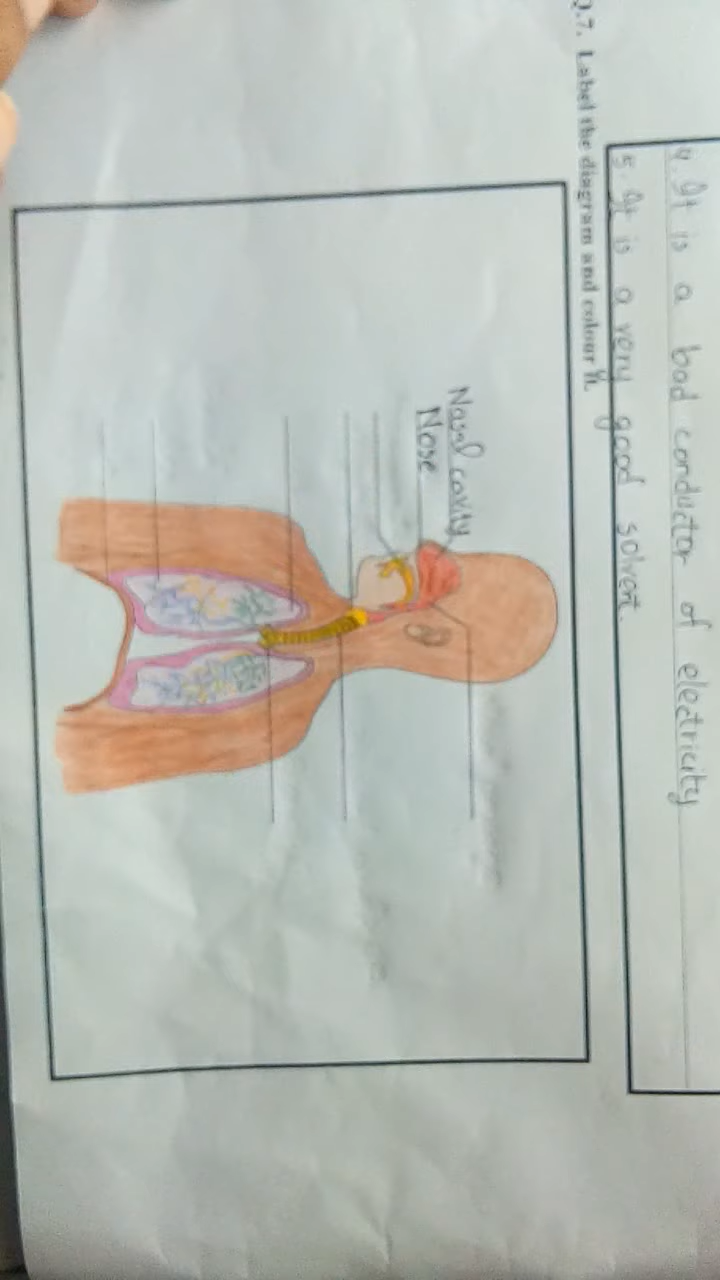 4. It is a bad conductor of electricity
5. It is a very good solvent.
Q.7. Label the diagram and colour it.
Nasal cavity
Nose